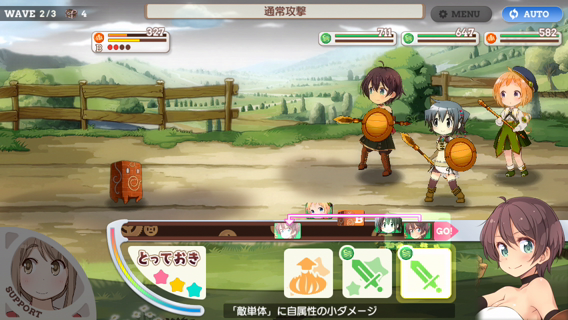 WAVE 2/3
4
通常攻撃
MENU
AUTO
327
711
647
582
GO!
とっておき
SUPPORT
「敵単体」に自属性の小ダメージ